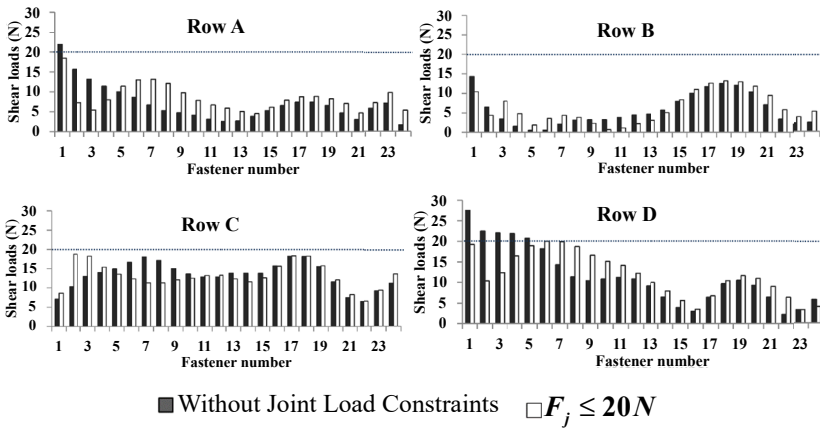 Row A
Shear loads (N)
30
25
20
15
10
5
0
1 3 5 7 9 11 13 15 17 19 21 23
Fastener number
Row B
Shear loads (N)
30
25
20
15
10
5
0
1 3 5 7 9 11 13 15 17 19 21 23
Fastener number
Row C
Shear loads (N)
30
25
20
15
10
5
0
1 3 5 7 9 11 13 15 17 19 21 23
Fastener number
Row D
Shear loads (N)
30
25
20
15
10
5
0
1 3 5 7 9 11 13 15 17 19 21 23
Fastener number
Without Joint Load Constraints F_j ≤ 20N